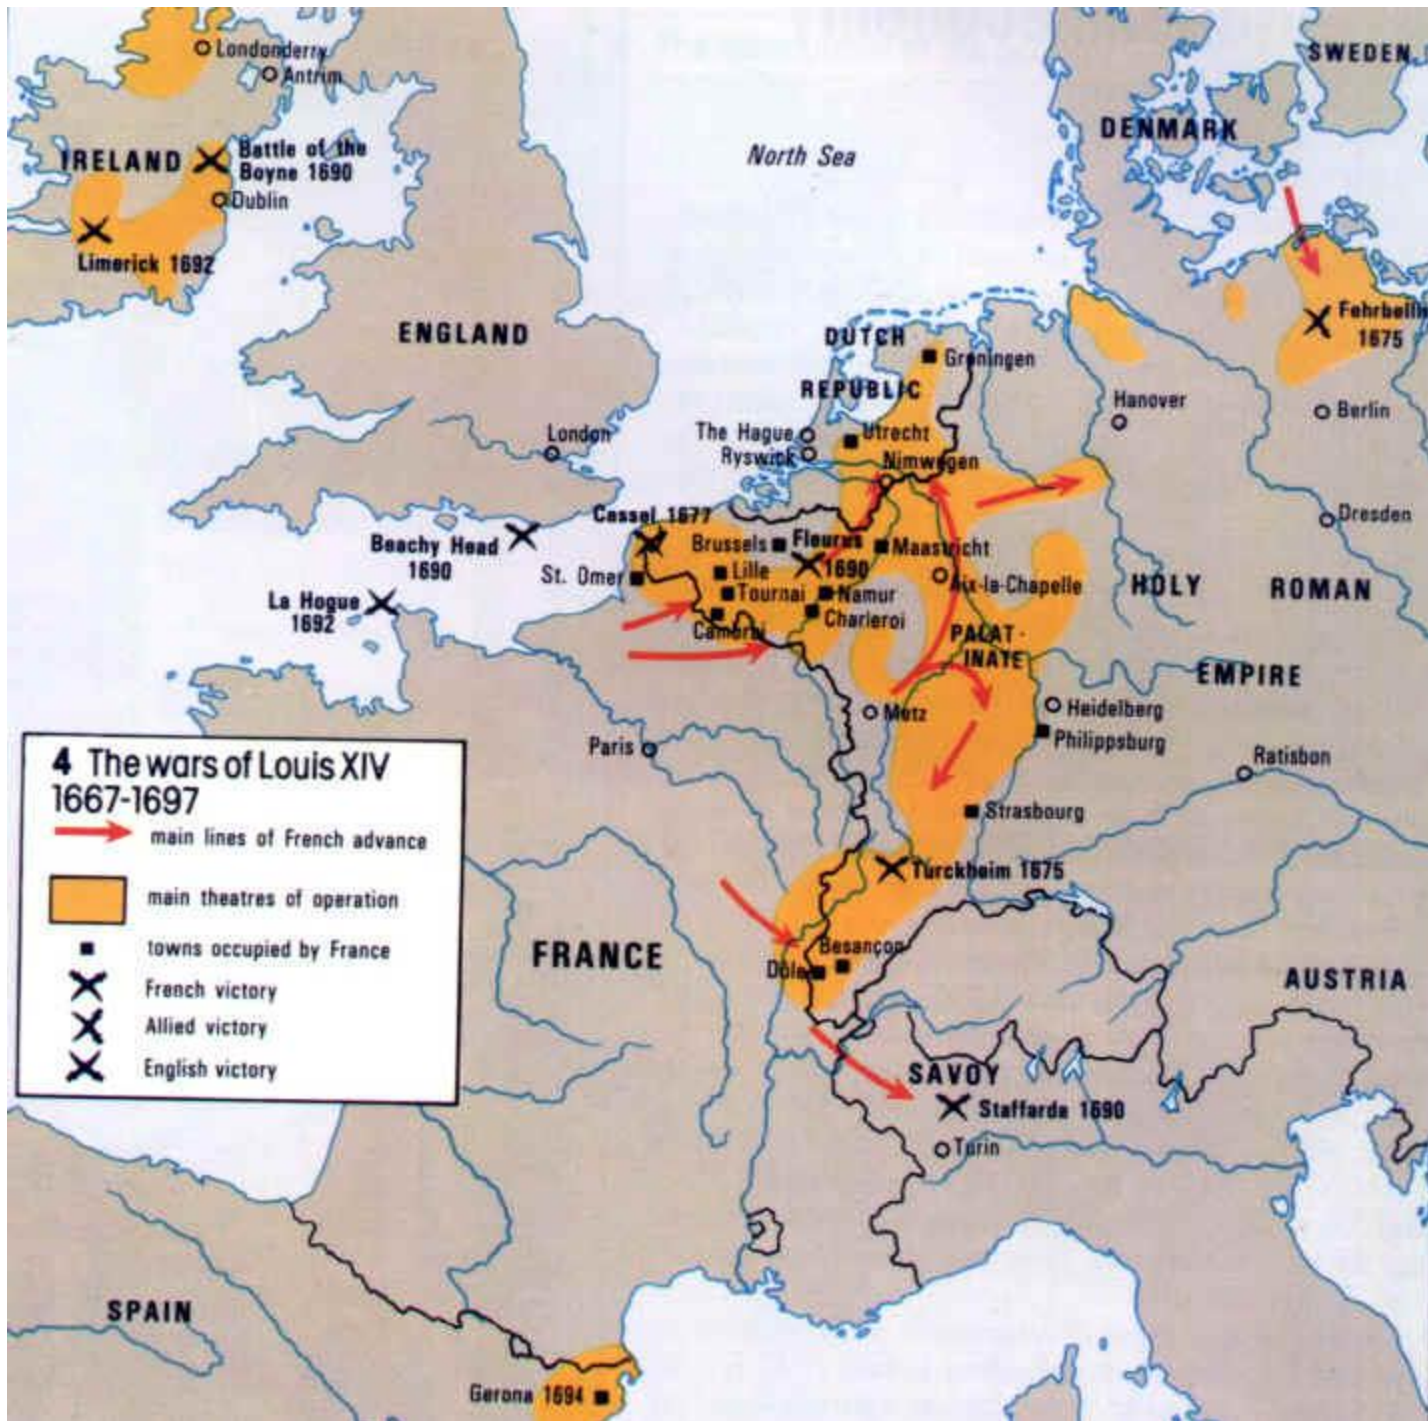 Londonderry
Antrim
SWEDEN
IRELAND
Battle of the
Boyne 1690
Dublin
Limerick 1692
North Sea
DENMARK
ENGLAND
London
DUTCH
REPUBLIC
Groningen
The Hague
Ryswick
Utrecht
Nimwegen
Hanover
Fehrbellin
1675
Berlin
Dresden
Cassel 1677
Beachy Head
1690
La Hogue
1692
St. Omer
Brussels
Fleurus
1690
Maastricht
Lille
Tournai
Namur
Charleroi
Cambrai
Aix-la-Chapelle
HOLY
ROMAN
EMPIRE
PALAT-
INATE
Metz
Heidelberg
Philippsburg
Paris
Ratisbon
Strasbourg
Turckheim 1675
4 The wars of Louis XIV
1667-1697
main lines of French advance
main theatres of operation
towns occupied by France
French victory
Allied victory
English victory
FRANCE
Besançon
Dôle
AUSTRIA
SAVOY
Staffarda 1690
Turin
SPAIN
Gerona 1694